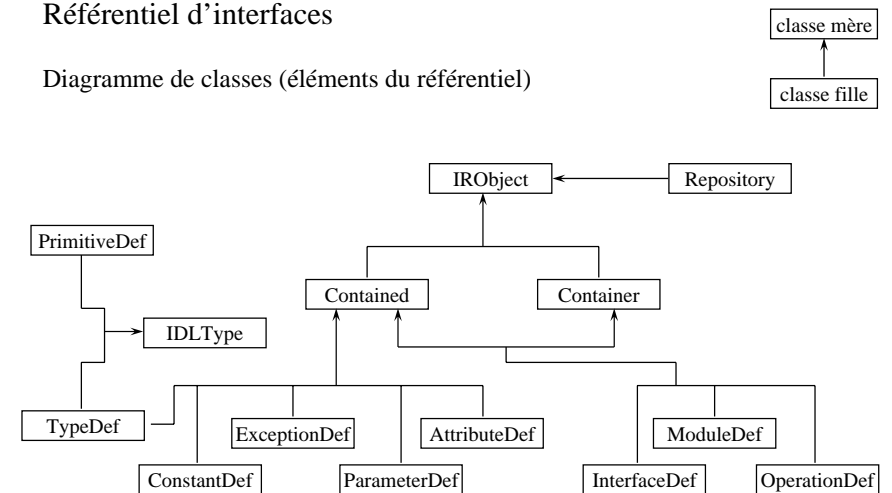 Référentiel d'interfaces
classe mère
Diagramme de classes (éléments du référentiel)
classe fille
IRObject
Repository
PrimitiveDef
Contained
Container
IDLType
TypeDef
ExceptionDef
AttributeDef
ModuleDef
ConstantDef
ParameterDef
InterfaceDef
OperationDef